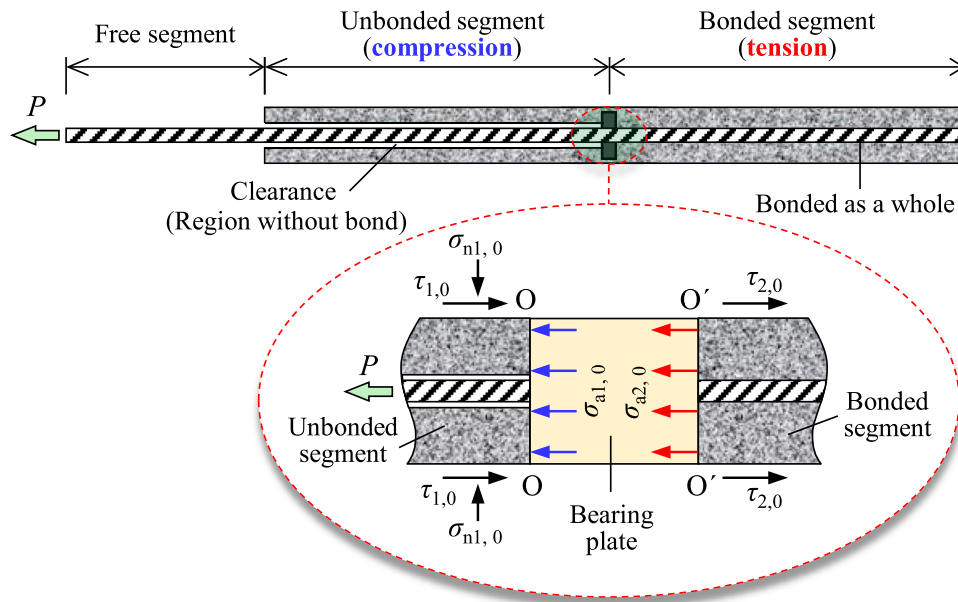 Free segment
Unbonded segment
(compression)
Bonded segment
(tension)
P
Clearance
(Region without bond)
Bonded as a whole
σn1, 0
τ1,0
O
O´
τ2,0
P
σa1, 0
σa2, 0
Unbonded
segment
Bonded
segment
τ1,0
O
O´
τ2,0
σn1, 0
Bearing
plate